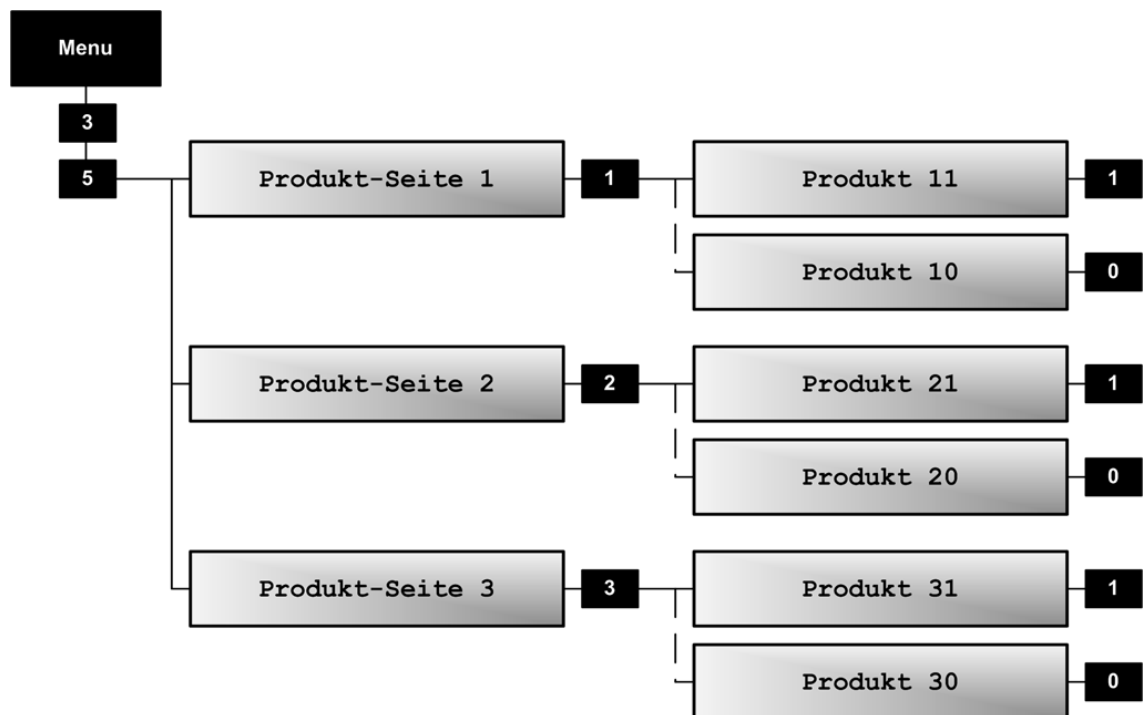 Menu
3
5
Produkt-Seite 1
1
Produkt 11
1
Produkt 10
0
Produkt-Seite 2
2
Produkt 21
1
Produkt 20
0
Produkt-Seite 3
3
Produkt 31
1
Produkt 30
0